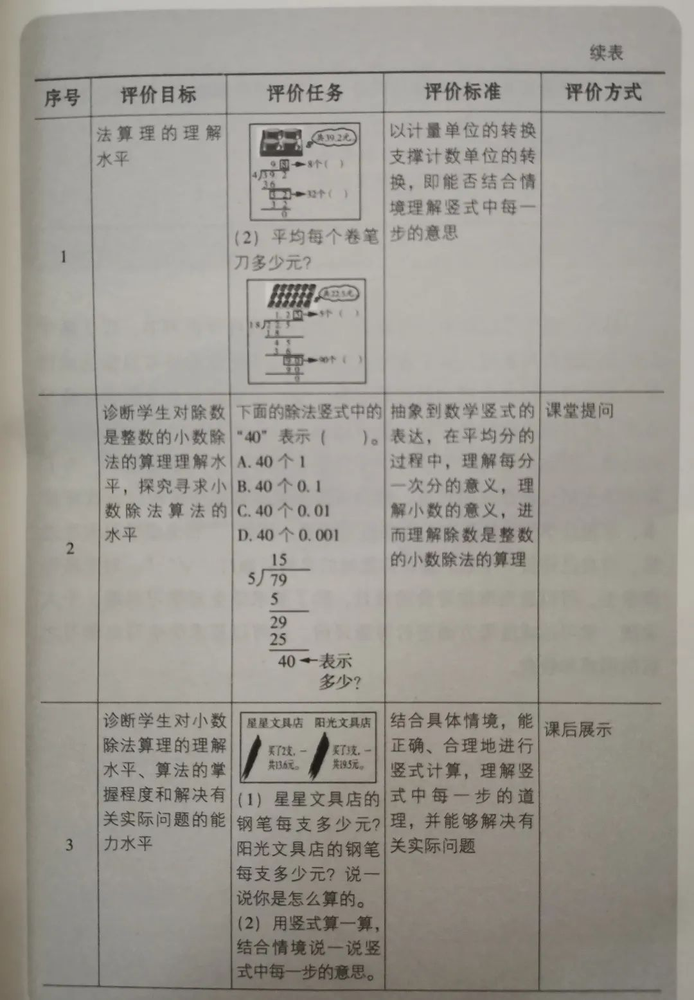 续表
序号 评价目标 评价任务 评价标准 评价方式
1
法算理的理解
水平
共39.2元
9 8 8个( )
4 39 2
36
3 2 32个( )
3 2
0
(2) 平均每个卷笔
刀多少元?
共22.5元
1. 2 5 5个( )
18 2 2. 5
1 8
4 5
3 6
9 0 90个( )
9 0
0
以计量单位的转换
支撑计数单位的转
换，即能否结合情
境理解竖式中每一
步的意思
2
诊断学生对除数
是整数的小数除
法的算理理解水
平，探究寻求小
数除法算法的
水平
下面的除法竖式中的
“40”表示( )。
A. 40 个 1
B. 40 个 0. 1
C. 40 个 0. 01
D. 40 个 0. 001
15
5 79
5
29
25
40 ←表示
多少?
抽象到数学竖式的
表达，在平均分的
过程中，理解每分
一次分的意义，理
解小数的意义，进
而理解除数是整数
的小数除法的算理
课堂提问
3
诊断学生对小数
除法算理的理解
水平、算法的掌
握程度和解决有
关实际问题的能
力水平
星星文具店 阳光文具店
买了2支，一
共13.6元。
买了3支，一
共19.5元。
(1) 星星文具店的
钢笔每支多少元?
阳光文具店的钢笔
每支多少元? 说一
说你是怎么算的。
(2) 用竖式算一算，
结合情境说一说竖
式中每一步的意思。
结合具体情境，能
正确、合理地进行
竖式计算，理解竖
式中每一步的道
理，并能够解决有
关实际问题
课后展示